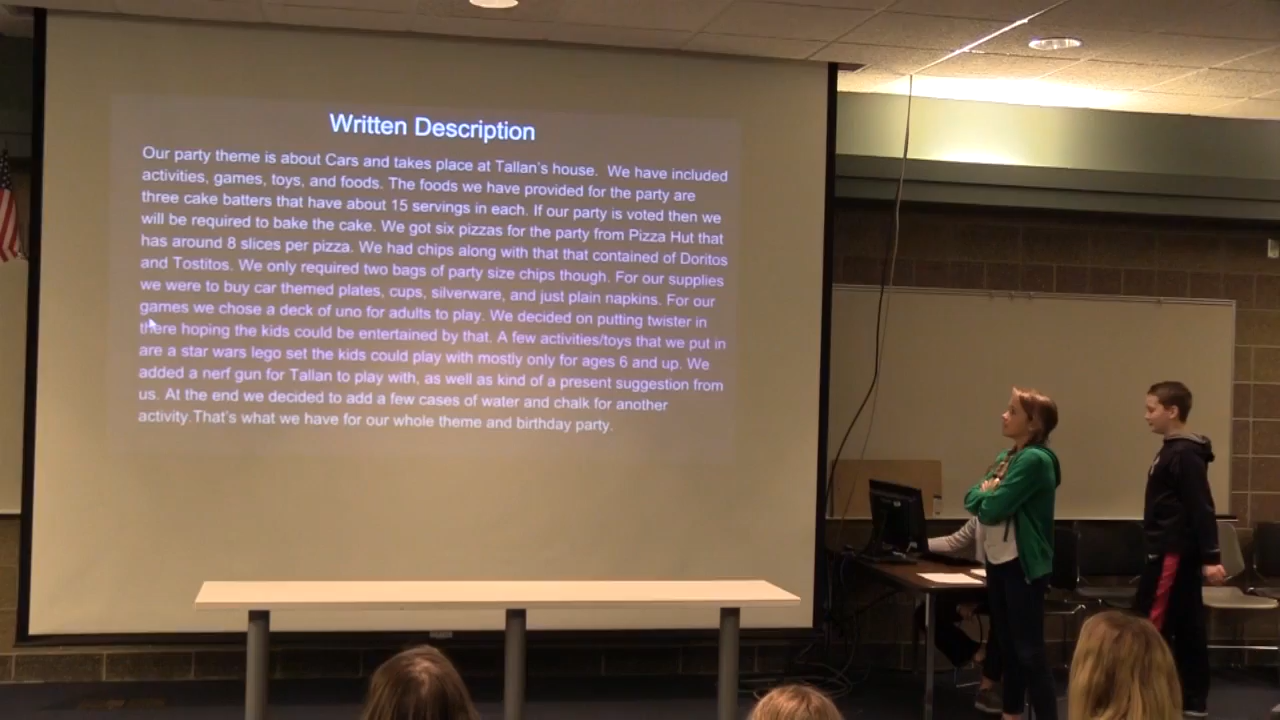 Written Description
Our party theme is about Cars and takes place at Tallan's house. We have included
activities, games, toys, and foods. The foods we have provided for the party are
three cake batters that have about 15 servings in each. If our party is voted then we
will be required to bake the cake. We got six pizzas for the party from Pizza Hut that
has around 8 slices per pizza. We had chips along with that that contained of Doritos
and Tostitos. We only required two bags of party size chips though. For our supplies
we were to buy car themed plates, cups, silverware, and just plain napkins. For our
games we chose a deck of uno for adults to play. We decided on putting twister in
there hoping the kids could be entertained by that. A few activities/toys that we put in
are a star wars lego set the kids could play with mostly only for ages 6 and up. We
added a nerf gun for Tallan to play with, as well as kind of a present suggestion from
us. At the end we decided to add a few cases of water and chalk for another
activity.That's what we have for our whole theme and birthday party.